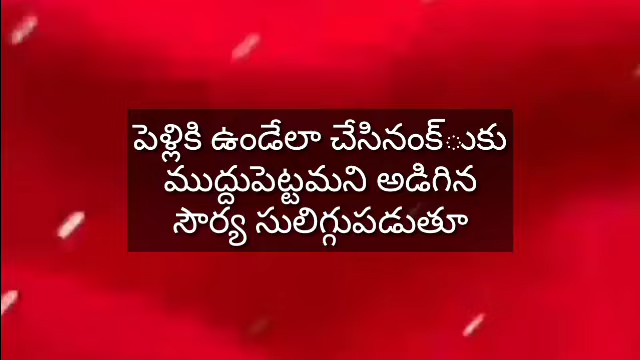 పెళ్లికి ఉండేలా చేసినంక్ుకు
ముద్దుపెట్టమని అడిగిన
సౌర్య సులిగ్గుపడుతూ